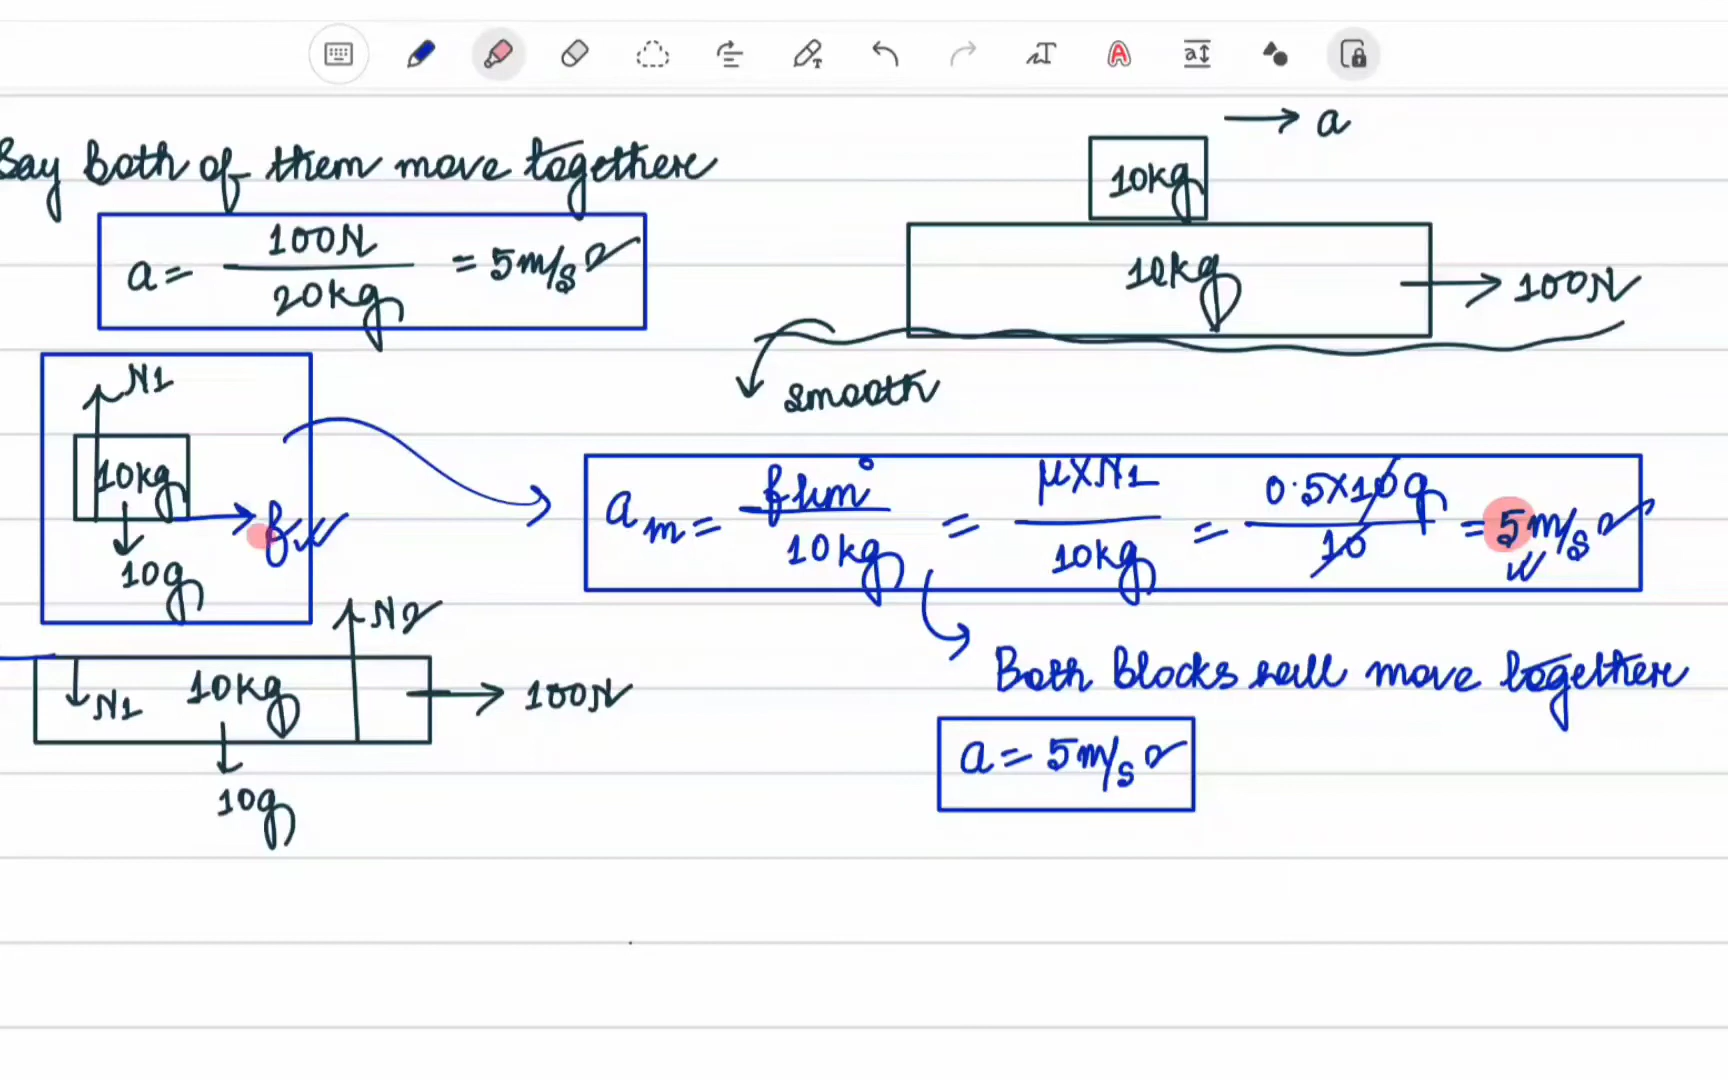 Say Both of them move together
a = 100N / 20kg = 5m/s2
→ a
10kg
10kg → 100N
smooth
N1
10kg
f
10g
am = flim / 10kg = μ×N1 / 10kg = 0.5×10g / 10 = 5m/s2
N2
N1 10kg → 100N
10g
Both Blocks will move together
a = 5m/s2